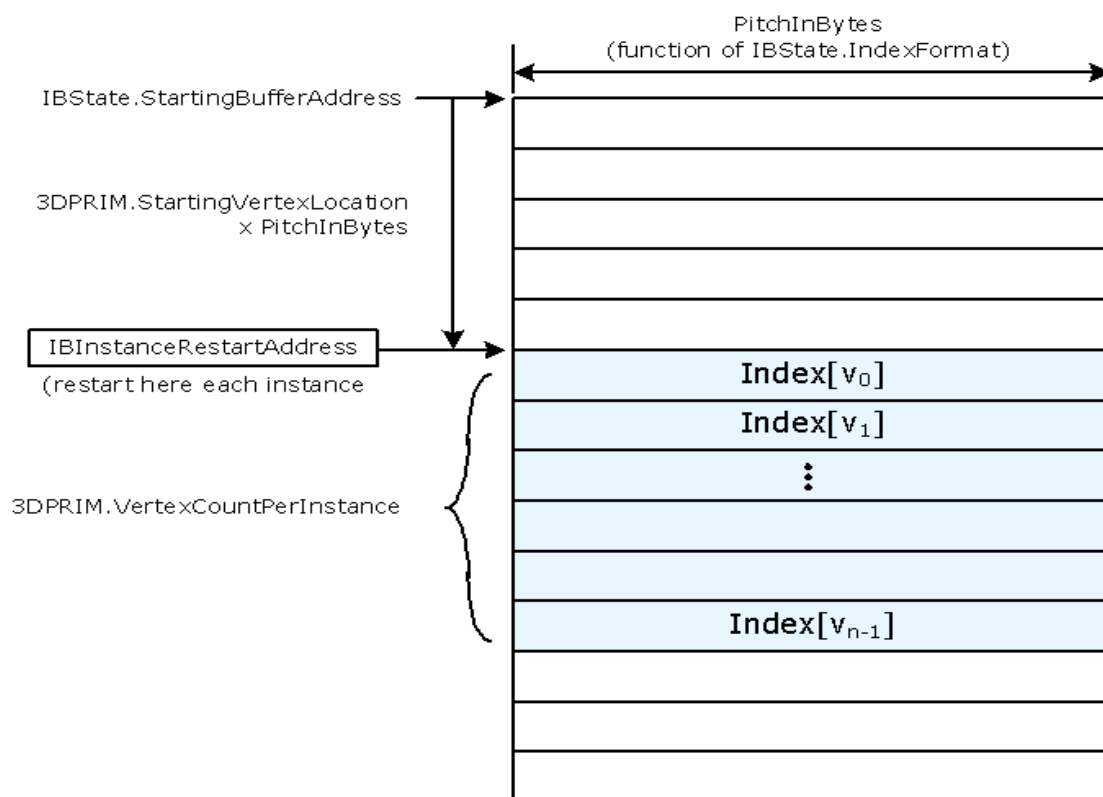 PitchInBytes
(function of IBState.IndexFormat)
IBState.StartingBufferAddress
3DPRIM.StartingVertexLocation
x PitchInBytes
IBInstanceRestartAddress
(restart here each instance
Index[v₀]
Index[v₁]
⋮
3DPRIM.VertexCountPerInstance
Index[vₙ₋₁]